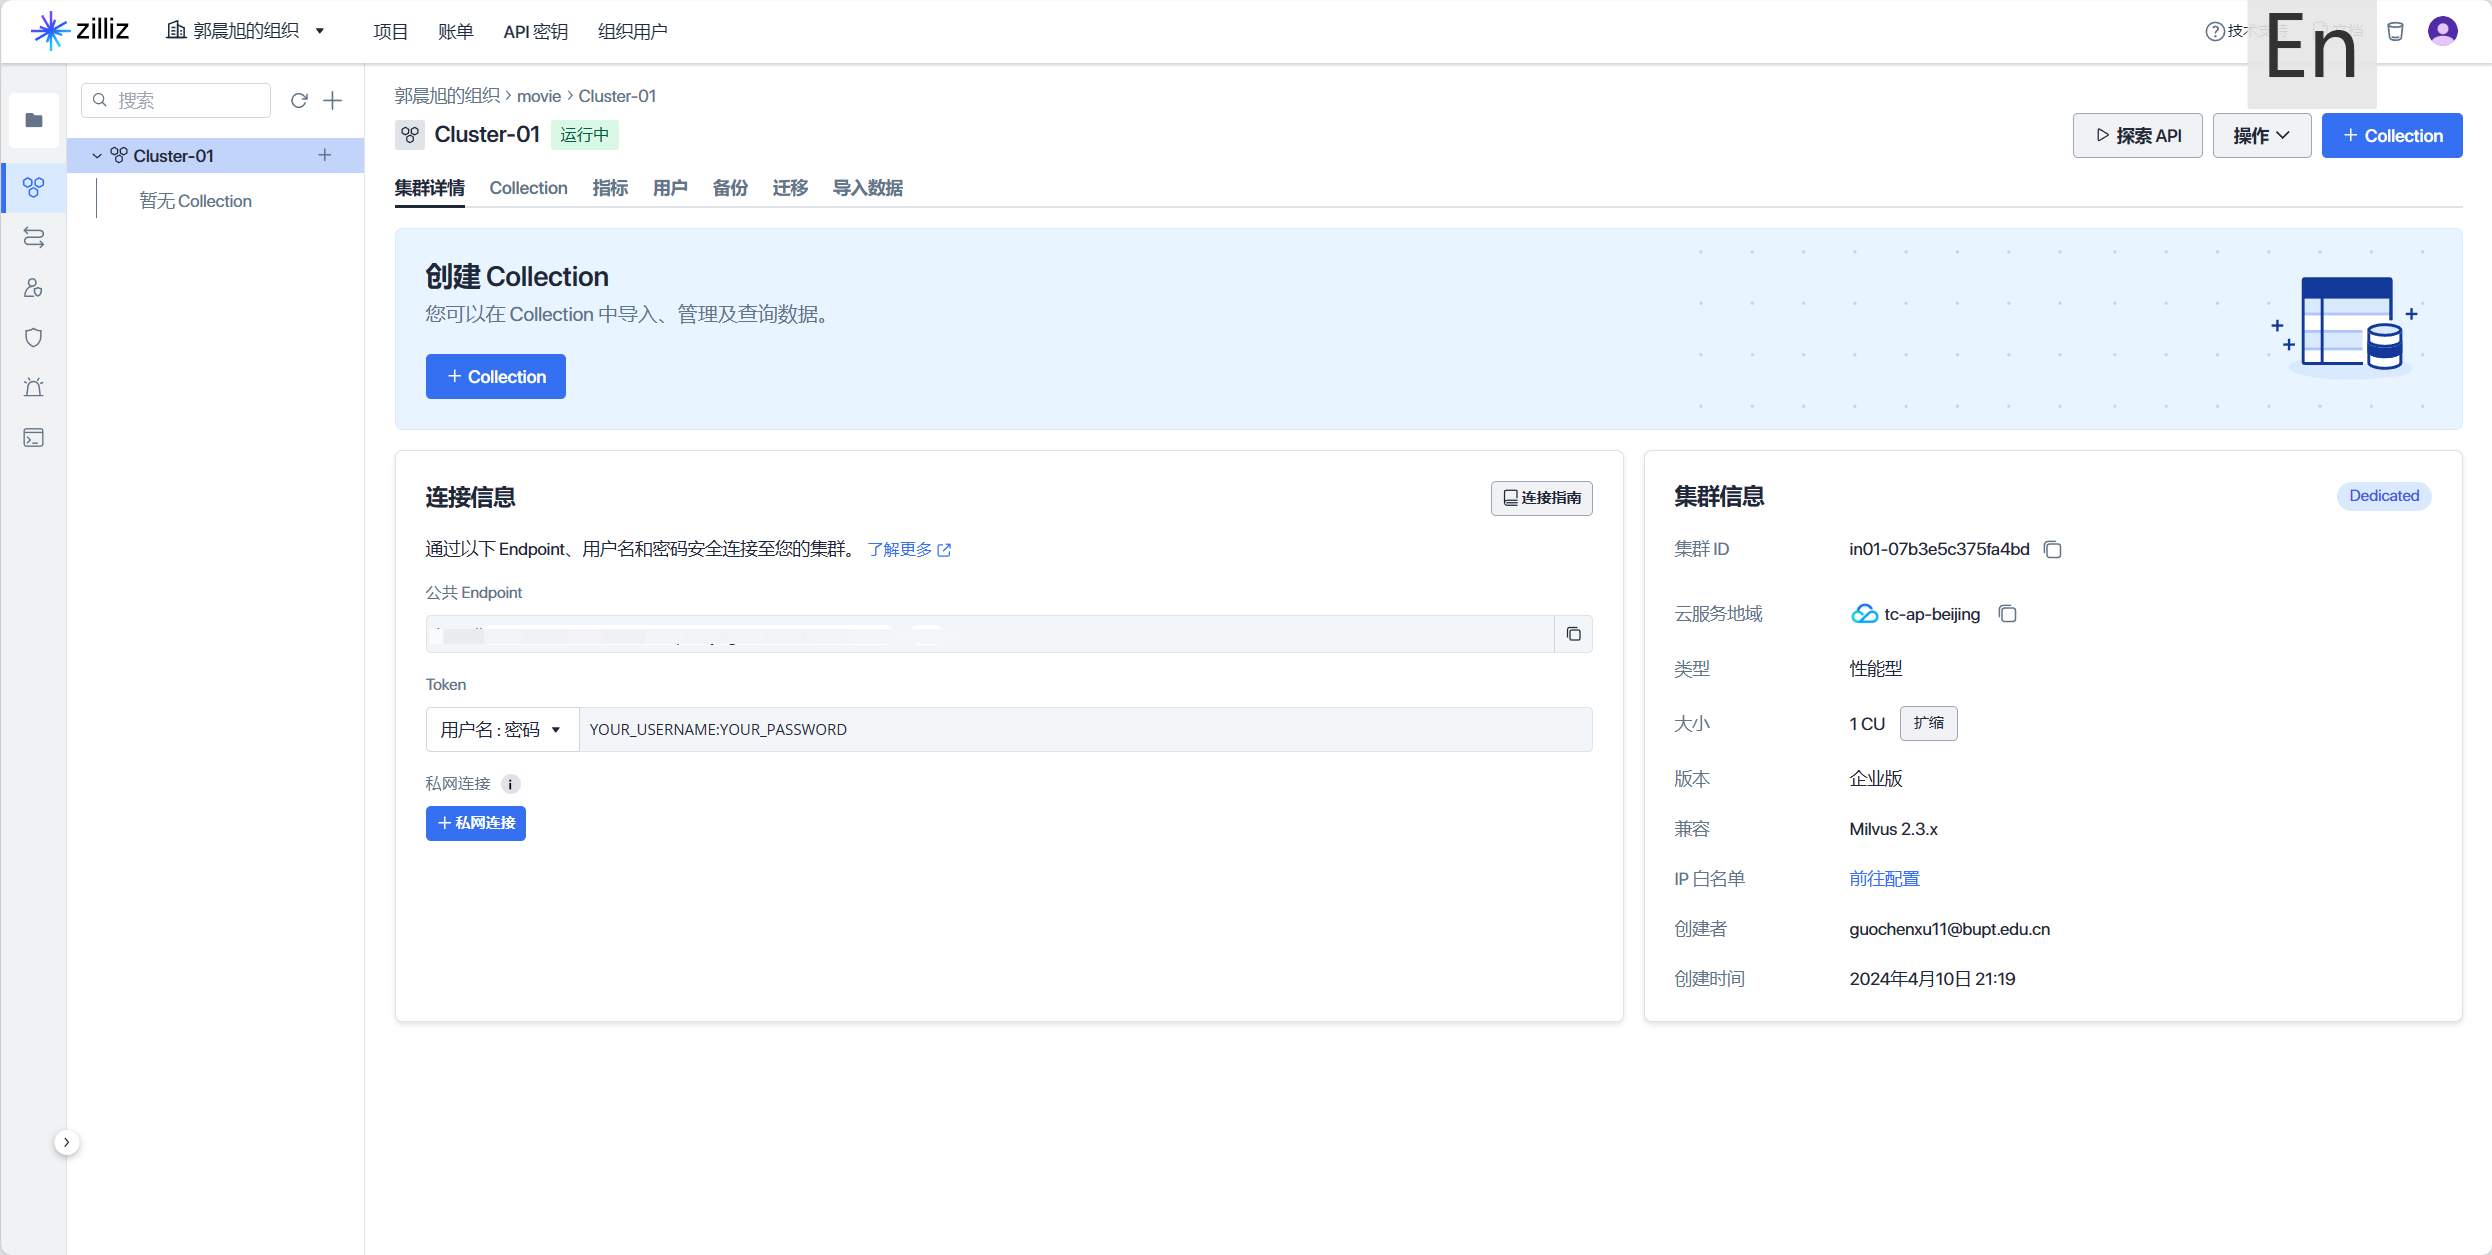 zilliz
郭晨旭的组织
项目
账单
API 密钥
组织用户
En
搜索
Cluster-01
暂无 Collection
郭晨旭的组织 > movie > Cluster-01
Cluster-01
运行中
探索 API
操作
+ Collection
集群详情
Collection
指标
用户
备份
迁移
导入数据
创建 Collection
您可以在 Collection 中导入、管理及查询数据。
+ Collection
连接信息
连接指南
通过以下 Endpoint、用户名和密码安全连接至您的集群。 了解更多
公共 Endpoint
Token
用户名 : 密码
YOUR_USERNAME:YOUR_PASSWORD
私网连接
+ 私网连接
集群信息
Dedicated
集群 ID
in01-07b3e5c375fa4bd
云服务地域
tc-ap-beijing
类型
性能型
大小
1 CU
扩缩
版本
企业版
兼容
Milvus 2.3.x
IP 白名单
前往配置
创建者
guochenxu11@bupt.edu.cn
创建时间
2024年4月10日 21:19